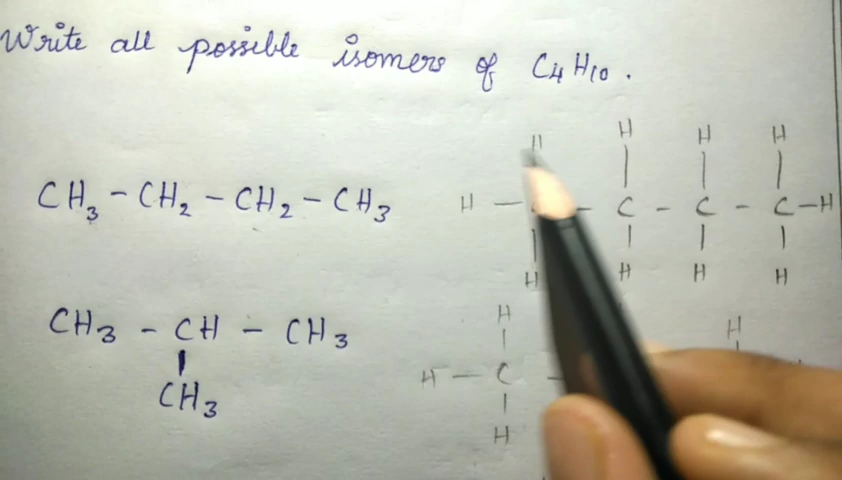 Write all possible isomers of C4H10.
CH3 - CH2 - CH2 - CH3
CH3 - CH - CH3
CH3
H H H H
H - - C - C - C - H
H H H H
H H
H - C -
H